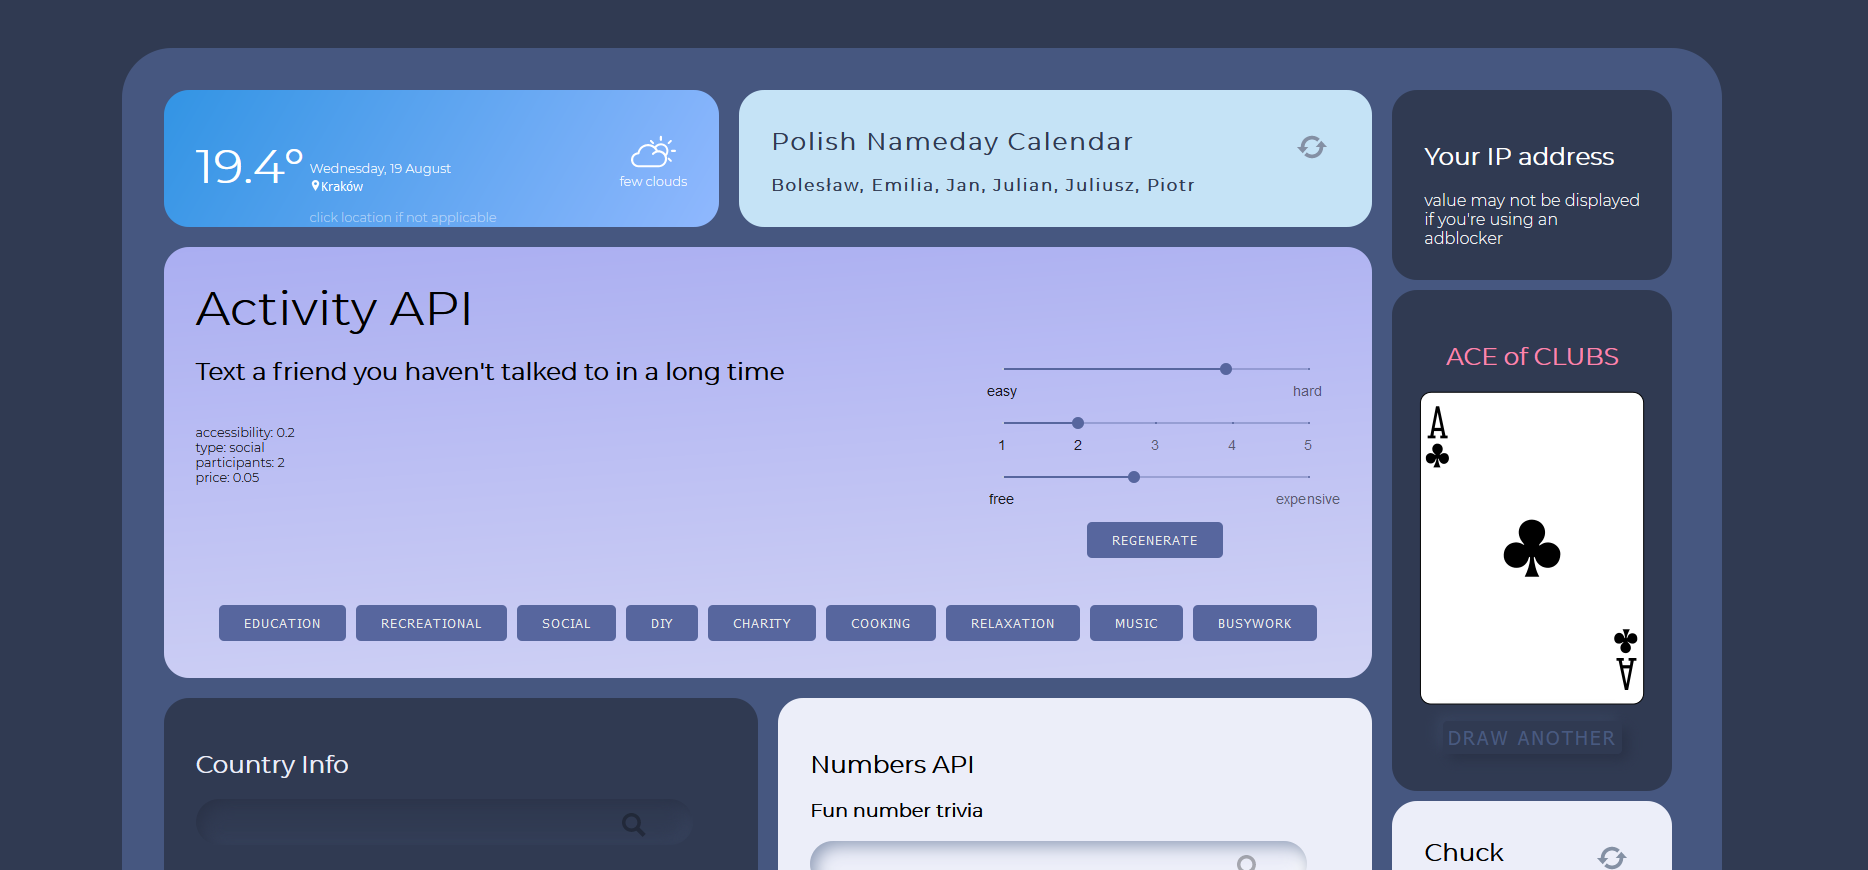 19.4°
Wednesday, 19 August
Kraków
click location if not applicable
few clouds
Polish Nameday Calendar
Bolesław, Emilia, Jan, Julian, Juliusz, Piotr
Your IP address
value may not be displayed
if you're using an
adblocker
Activity API
Text a friend you haven't talked to in a long time
accessibility: 0.2
type: social
participants: 2
price: 0.05
easy hard
1 2 3 4 5
free expensive
REGENERATE
EDUCATION RECREATIONAL SOCIAL DIY CHARITY COOKING RELAXATION MUSIC BUSYWORK
ACE of CLUBS
A
A
DRAW ANOTHER
Country Info
Numbers API
Fun number trivia
Chuck